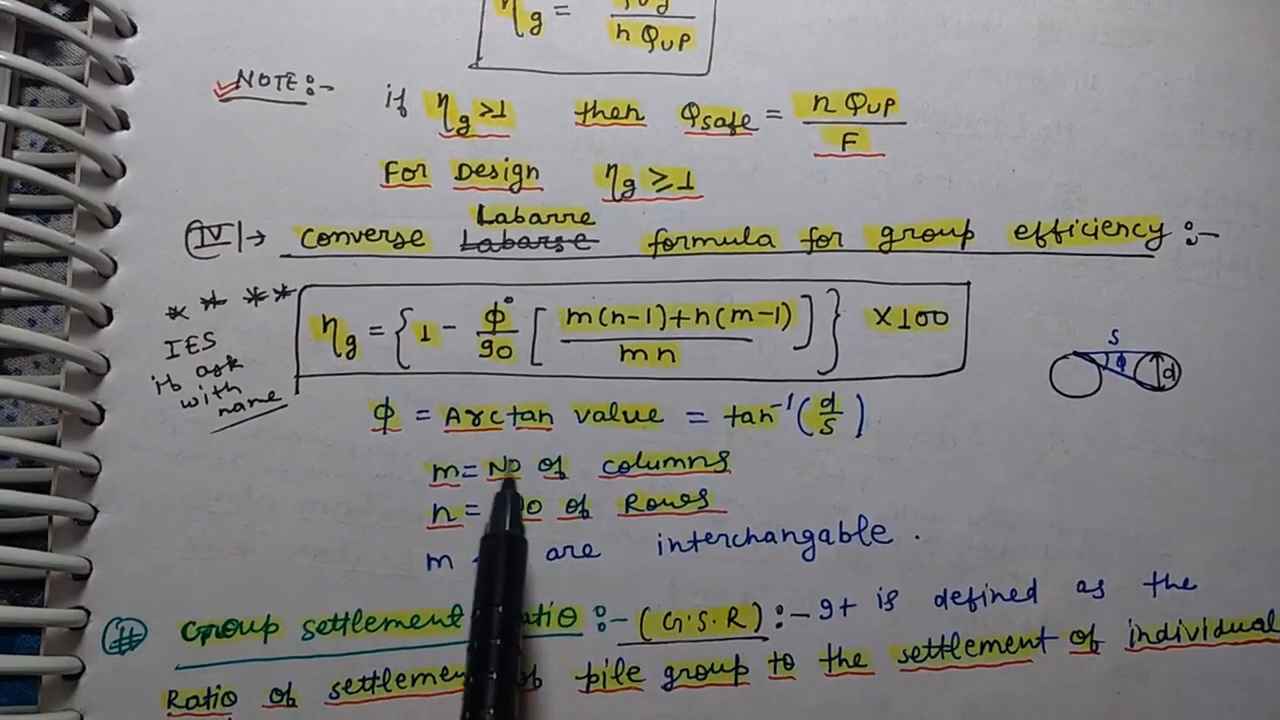 ηg =
n Qup
NOTE:-
if ηg >1 then Qsafe = n Qup / F
For Design ηg ≥ 1
Labarre
(IV) → converse Labarse formula for group efficiency :-
ηg = { 1 - ϕ°/90 [ m(n-1)+n(m-1) / mn ] } ×100
* * * *
IES
it ask
with
name
S
ϕ
d
ϕ = Arctan value = tan⁻¹(d/s)
m = No of columns
n = of Rows
m are interchangable .
# Group settlement :- (G.S.R) :- It is defined as the
Ratio of pile group to the settlement of individual